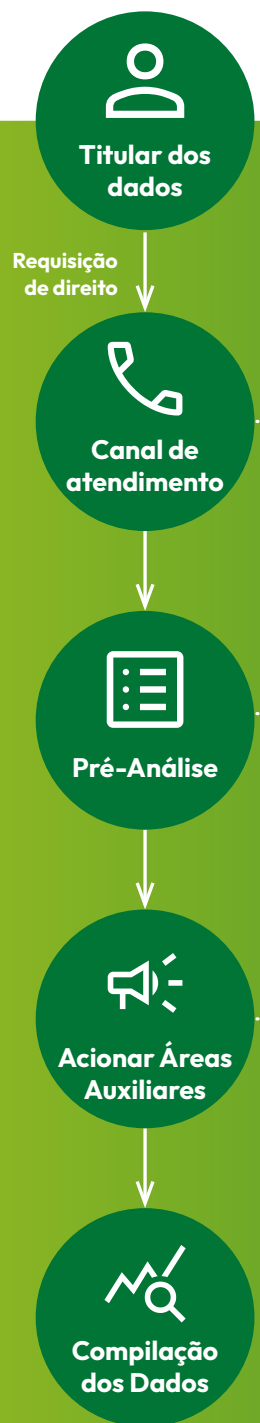 Titular dos
dados
Requisição
de direito
Canal de
atendimento
Pré-Análise
Acionar Áreas
Auxiliares
Compilação
dos Dados